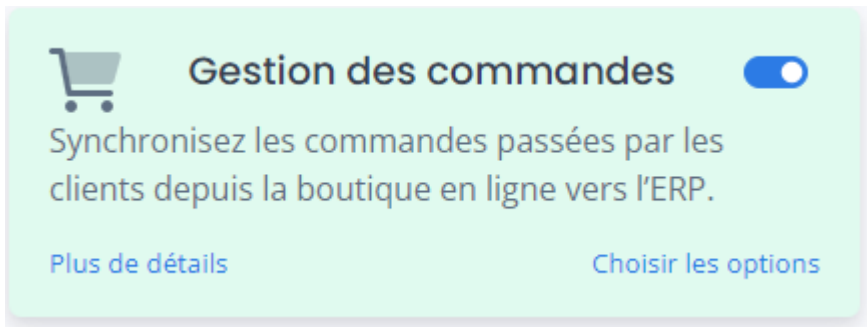 Gestion des commandes
Synchronisez les commandes passées par les
clients depuis la boutique en ligne vers l’ERP.
Plus de détails
Choisir les options